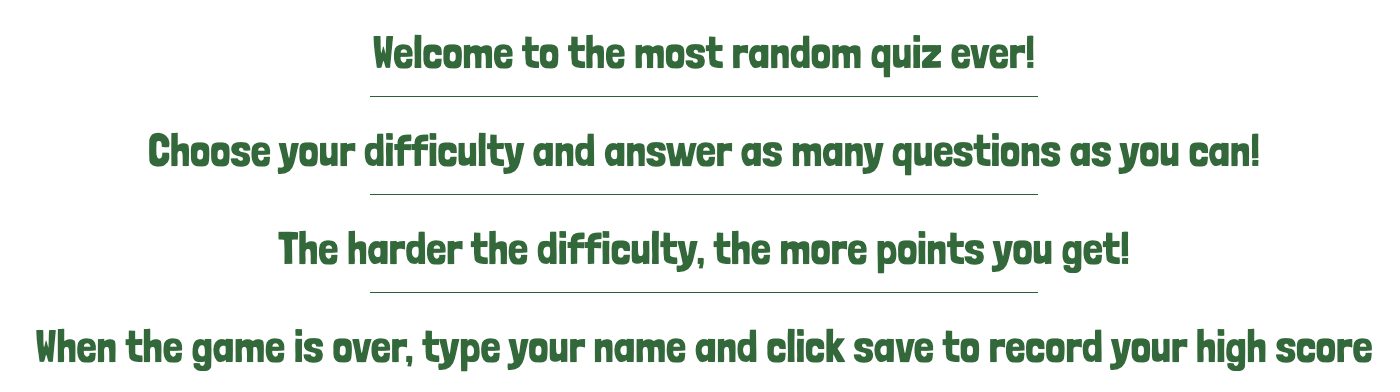 Welcome to the most random quiz ever!
Choose your difficulty and answer as many questions as you can!
The harder the difficulty, the more points you get!
When the game is over, type your name and click save to record your high score